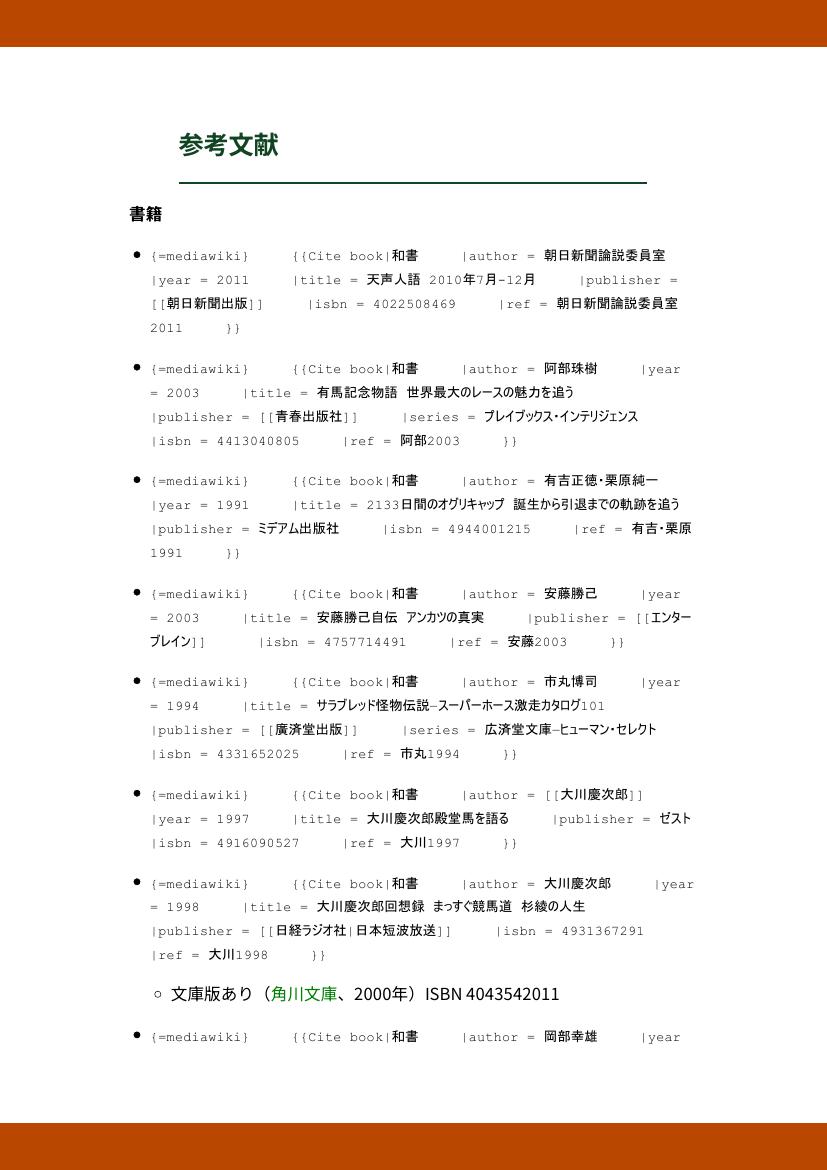 参考文献
書籍
• {=mediawiki} {{Cite book|和書 |author = 朝日新聞論説委員室
|year = 2011 |title = 天声人語 2010年7月-12月 |publisher =
[[朝日新聞出版]] |isbn = 4022508469 |ref = 朝日新聞論説委員室
2011 }}
• {=mediawiki} {{Cite book|和書 |author = 阿部珠樹 |year
= 2003 |title = 有馬記念物語 世界最大のレースの魅力を追う
|publisher = [[青春出版社]] |series = プレイブックス・インテリジェンス
|isbn = 4413040805 |ref = 阿部2003 }}
• {=mediawiki} {{Cite book|和書 |author = 有吉正徳・栗原純一
|year = 1991 |title = 2133日間のオグリキャップ 誕生から引退までの軌跡を追う
|publisher = ミデアム出版社 |isbn = 4944001215 |ref = 有吉・栗原
1991 }}
• {=mediawiki} {{Cite book|和書 |author = 安藤勝己 |year
= 2003 |title = 安藤勝己自伝 アンカツの真実 |publisher = [[エンター
ブレイン]] |isbn = 4757714491 |ref = 安藤2003 }}
• {=mediawiki} {{Cite book|和書 |author = 市丸博司 |year
= 1994 |title = サラブレッド怪物伝説―スーパーホース激走カタログ101
|publisher = [[廣済堂出版]] |series = 広済堂文庫―ヒューマン・セレクト
|isbn = 4331652025 |ref = 市丸1994 }}
• {=mediawiki} {{Cite book|和書 |author = [[大川慶次郎]]
|year = 1997 |title = 大川慶次郎殿堂馬を語る |publisher = ゼスト
|isbn = 4916090527 |ref = 大川1997 }}
• {=mediawiki} {{Cite book|和書 |author = 大川慶次郎 |year
= 1998 |title = 大川慶次郎回想録 まっすぐ競馬道 杉綾の人生
|publisher = [[日経ラジオ社|日本短波放送]] |isbn = 4931367291
|ref = 大川1998 }}
◦ 文庫版あり（角川文庫、2000年）ISBN 4043542011
• {=mediawiki} {{Cite book|和書 |author = 岡部幸雄 |year